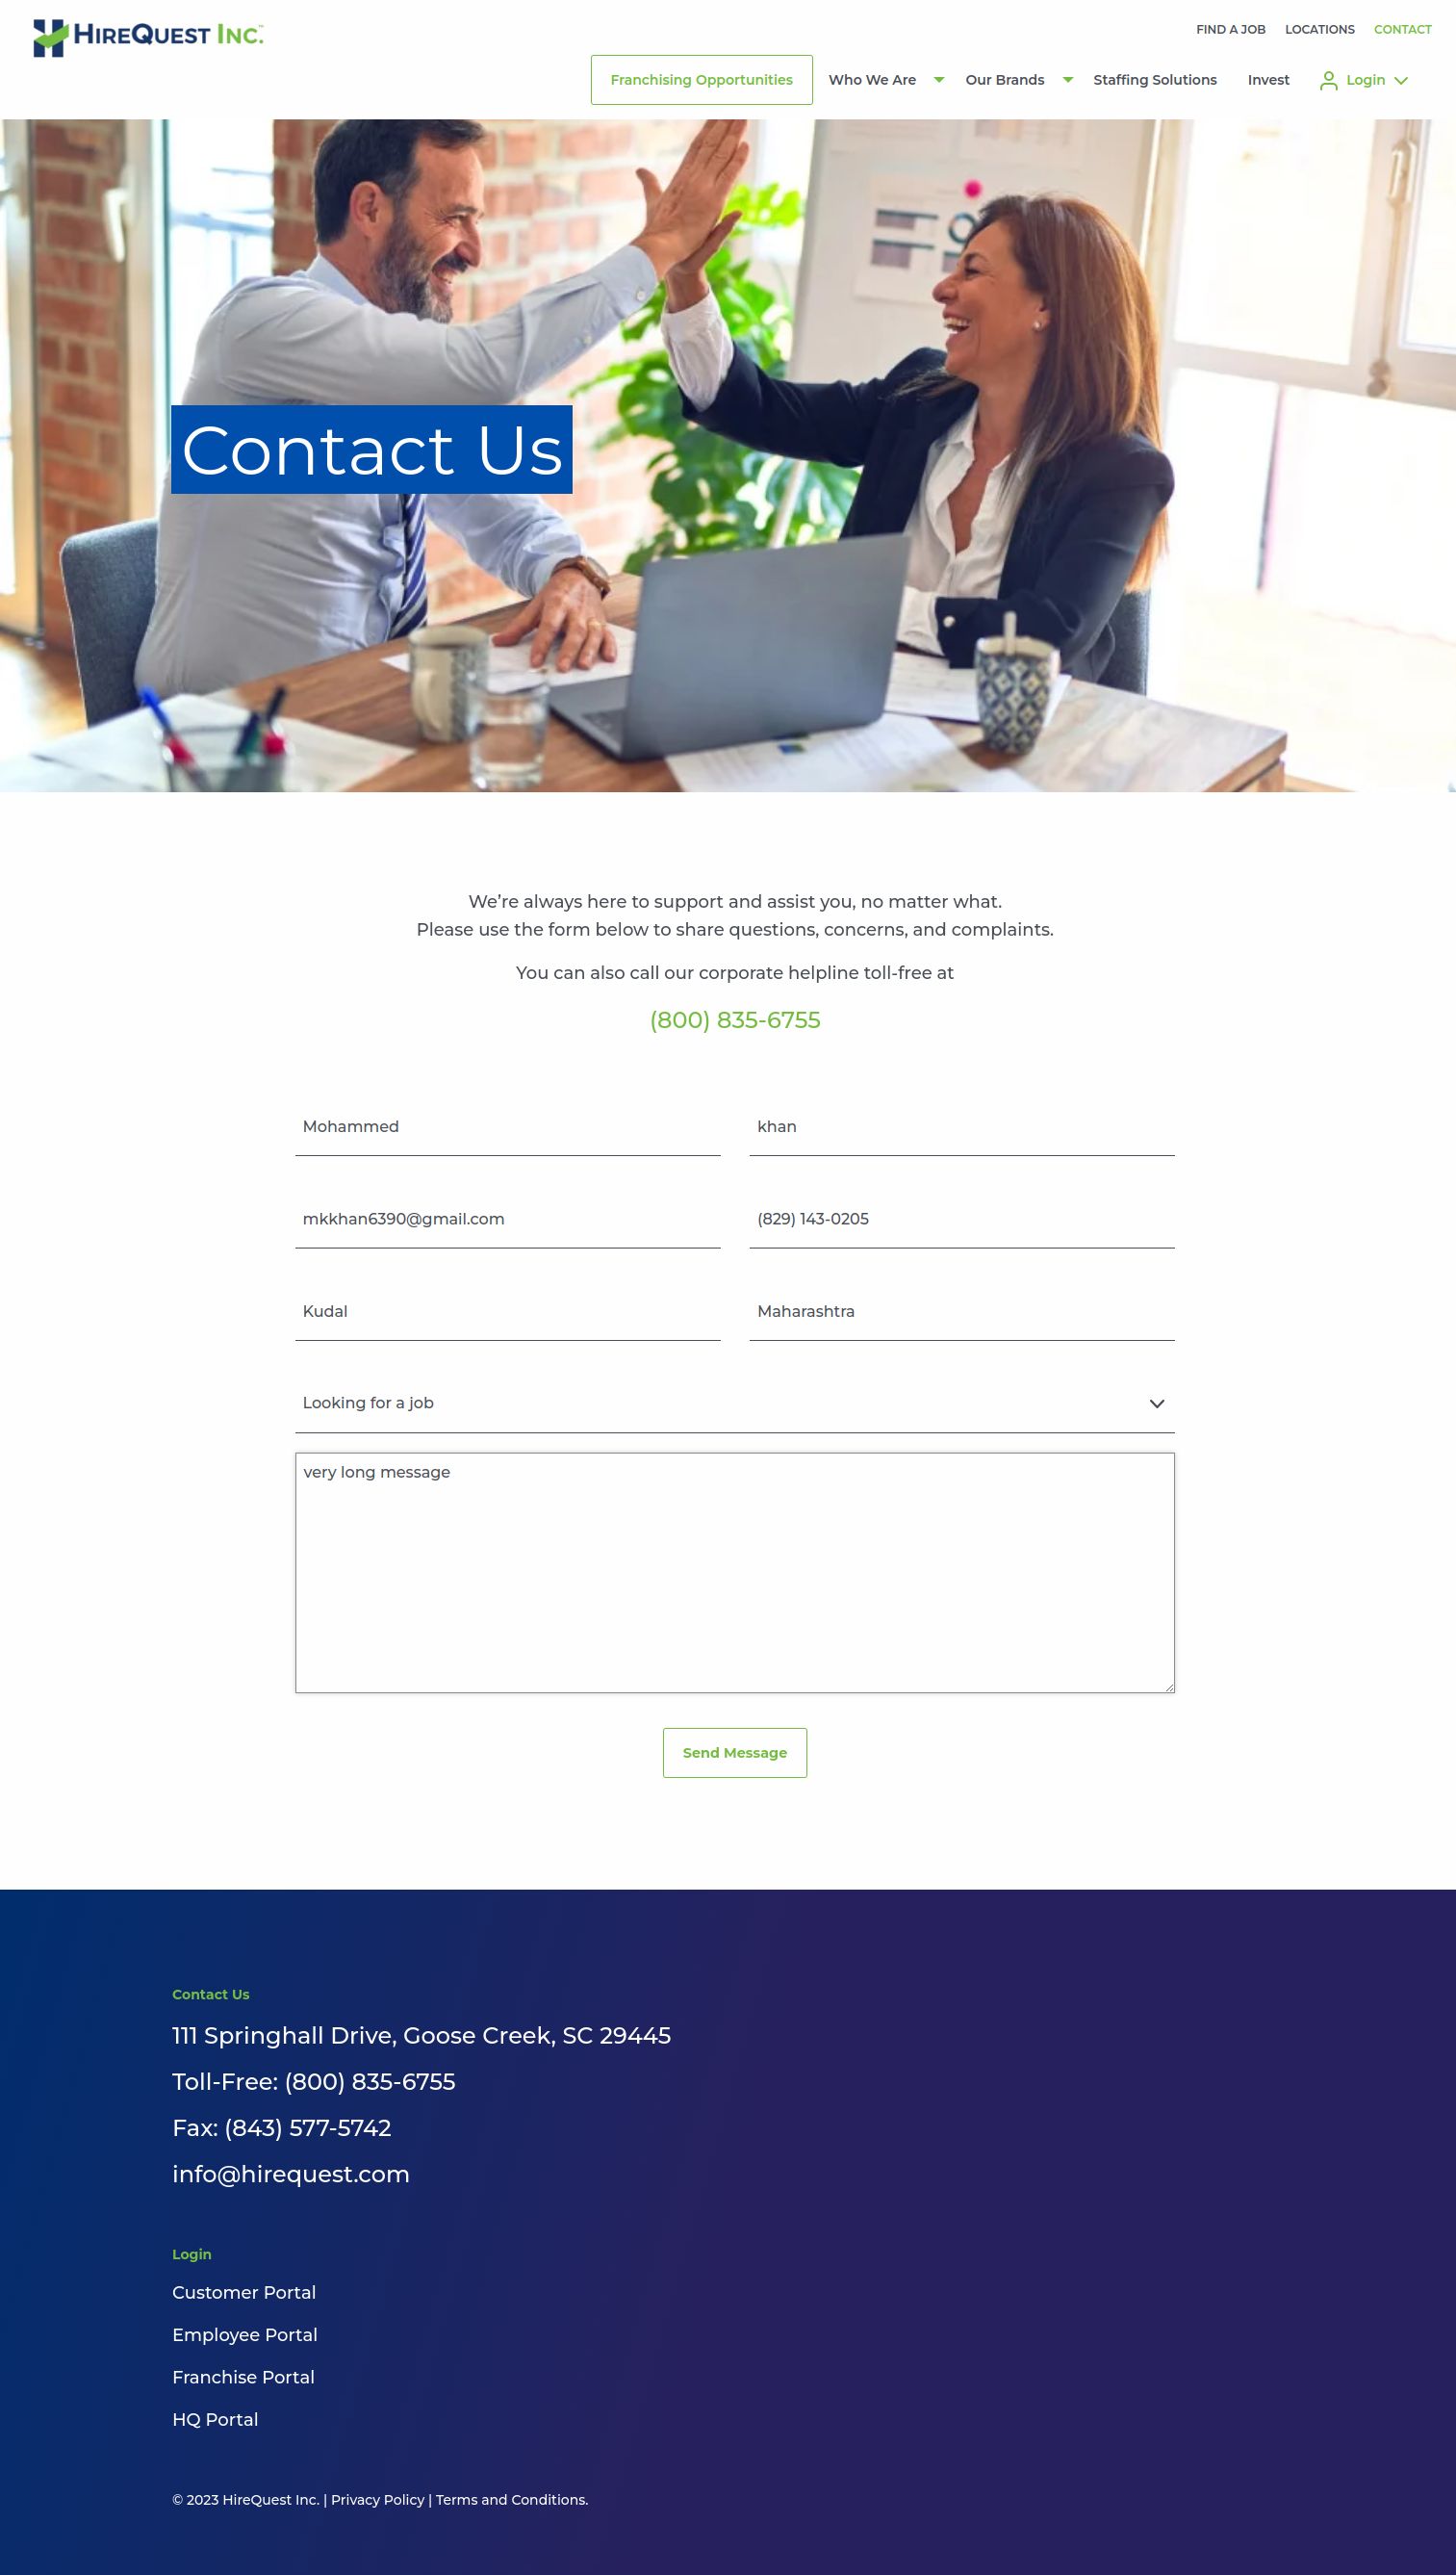 HIREQUEST INC.™
FIND A JOB LOCATIONS CONTACT
Franchising Opportunities Who We Are Our Brands Staffing Solutions Invest Login
Contact Us
We’re always here to support and assist you, no matter what.
Please use the form below to share questions, concerns, and complaints.
You can also call our corporate helpline toll-free at
(800) 835-6755
Mohammed khan
mkkhan6390@gmail.com (829) 143-0205
Kudal Maharashtra
Looking for a job
very long message
Send Message
Contact Us
111 Springhall Drive, Goose Creek, SC 29445
Toll-Free: (800) 835-6755
Fax: (843) 577-5742
info@hirequest.com
Login
Customer Portal
Employee Portal
Franchise Portal
HQ Portal
© 2023 HireQuest Inc. | Privacy Policy | Terms and Conditions.